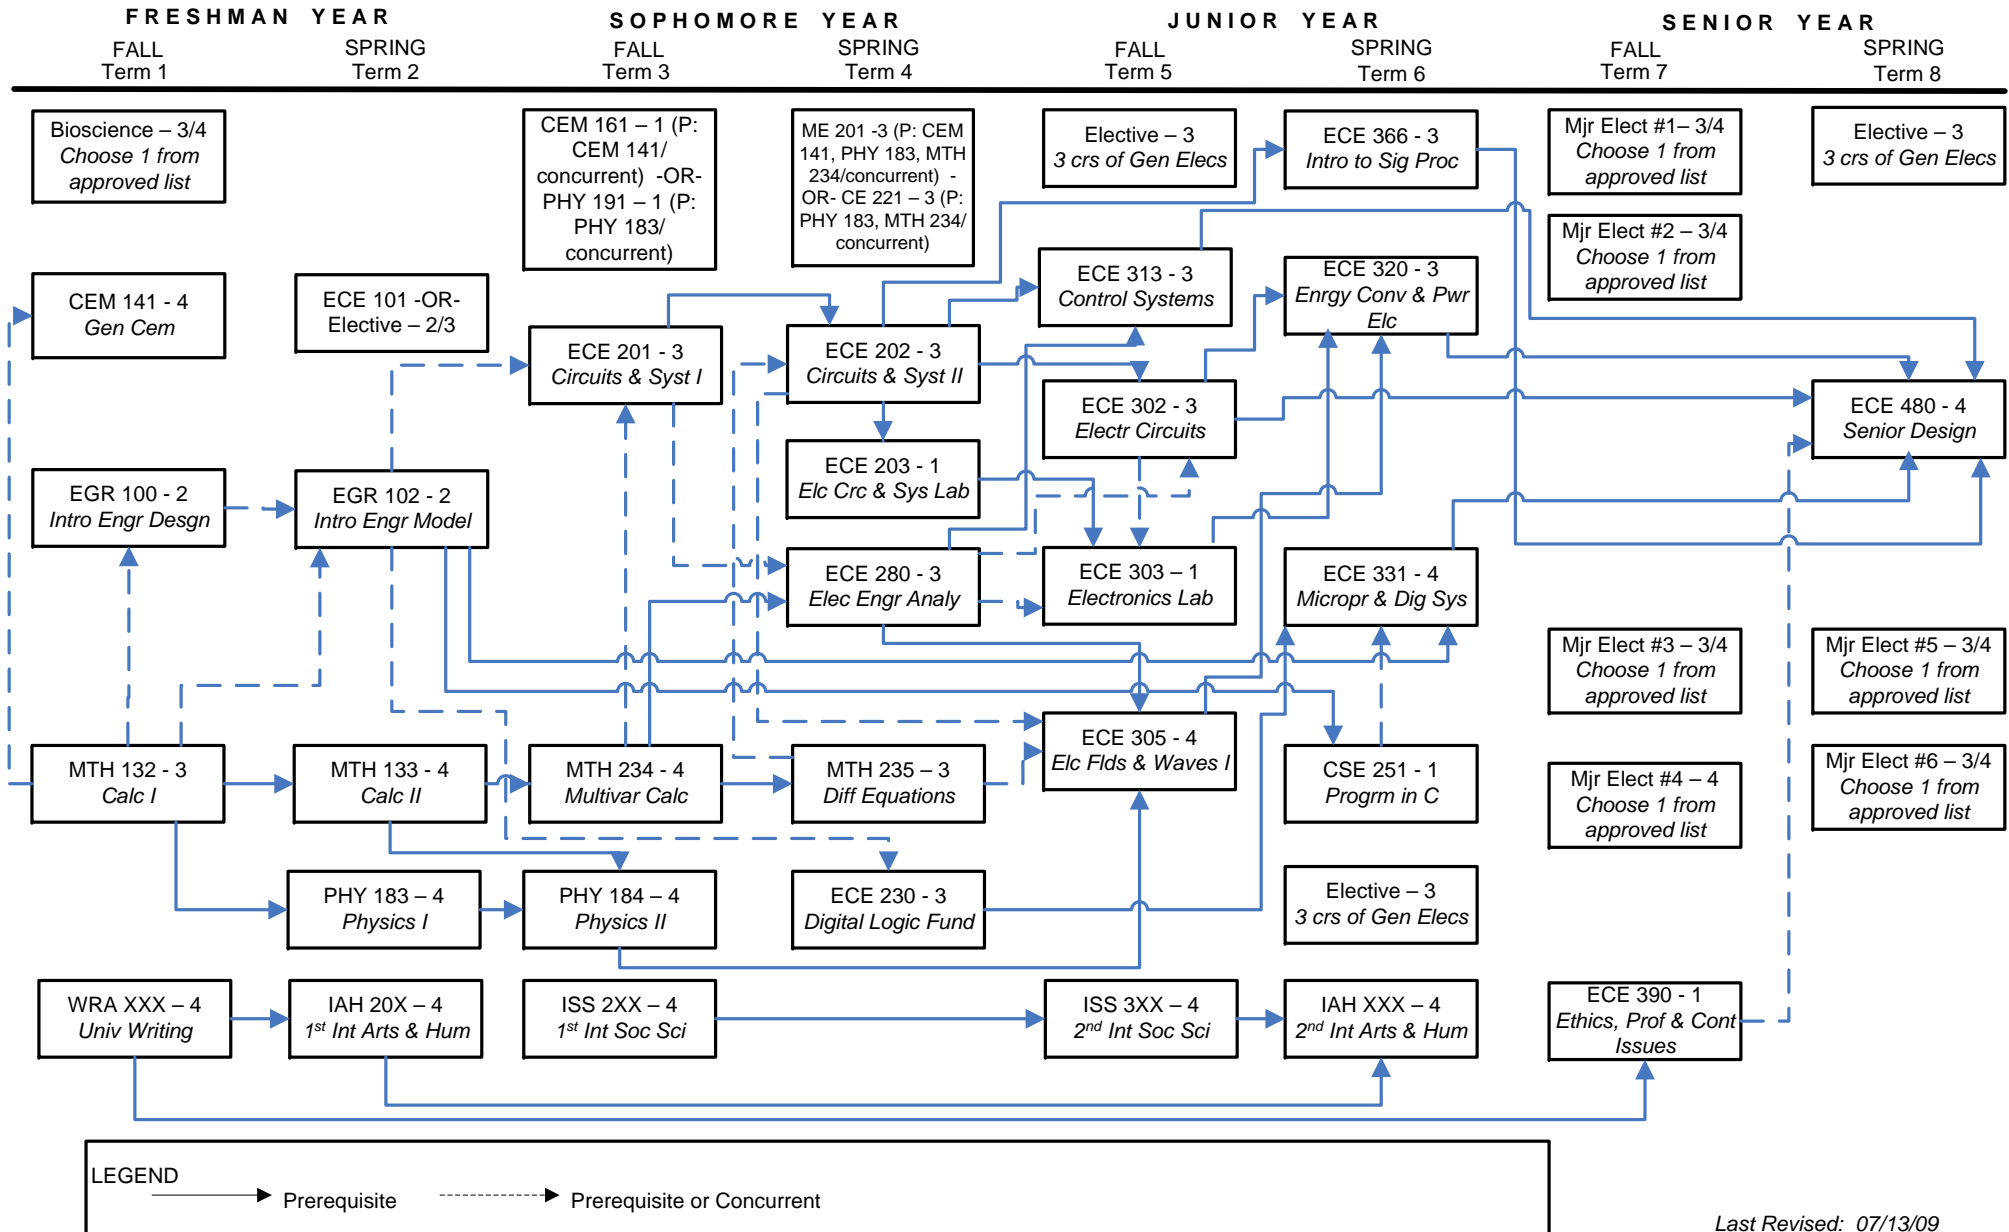 FRESHMAN YEAR
SOPHOMORE YEAR
JUNIOR YEAR
SENIOR YEAR
FALL
Term 1
SPRING
Term 2
FALL
Term 3
SPRING
Term 4
FALL
Term 5
SPRING
Term 6
FALL
Term 7
SPRING
Term 8
Bioscience – 3/4
Choose 1 from
approved list
CEM 161 – 1 (P:
CEM 141/
concurrent) -OR-
PHY 191 – 1 (P:
PHY 183/
concurrent)
ME 201 -3 (P: CEM
141, PHY 183, MTH
234/concurrent) -
OR- CE 221 – 3 (P:
PHY 183, MTH 234/
concurrent)
Elective – 3
3 crs of Gen Elecs
ECE 366 - 3
Intro to Sig Proc
Mjr Elect #1– 3/4
Choose 1 from
approved list
Elective – 3
3 crs of Gen Elecs
Mjr Elect #2 – 3/4
Choose 1 from
approved list
CEM 141 - 4
Gen Cem
ECE 101 -OR-
Elective – 2/3
ECE 201 - 3
Circuits & Syst I
ECE 202 - 3
Circuits & Syst II
ECE 313 - 3
Control Systems
ECE 320 - 3
Enrgy Conv & Pwr
Elc
ECE 302 - 3
Electr Circuits
ECE 480 - 4
Senior Design
EGR 100 - 2
Intro Engr Desgn
EGR 102 - 2
Intro Engr Model
ECE 203 - 1
Elc Crc & Sys Lab
ECE 280 - 3
Elec Engr Analy
ECE 303 – 1
Electronics Lab
ECE 331 - 4
Micropr & Dig Sys
Mjr Elect #3 – 3/4
Choose 1 from
approved list
Mjr Elect #5 – 3/4
Choose 1 from
approved list
MTH 132 - 3
Calc I
MTH 133 - 4
Calc II
MTH 234 - 4
Multivar Calc
MTH 235 – 3
Diff Equations
ECE 305 - 4
Elc Flds & Waves I
CSE 251 - 1
Progrm in C
Mjr Elect #4 – 4
Choose 1 from
approved list
Mjr Elect #6 – 3/4
Choose 1 from
approved list
PHY 183 – 4
Physics I
PHY 184 – 4
Physics II
ECE 230 - 3
Digital Logic Fund
Elective – 3
3 crs of Gen Elecs
WRA XXX – 4
Univ Writing
IAH 20X – 4
1st Int Arts & Hum
ISS 2XX – 4
1st Int Soc Sci
ISS 3XX – 4
2nd Int Soc Sci
IAH XXX – 4
2nd Int Arts & Hum
ECE 390 - 1
Ethics, Prof & Cont
Issues
LEGEND
Prerequisite
Prerequisite or Concurrent
Last Revised: 07/13/09